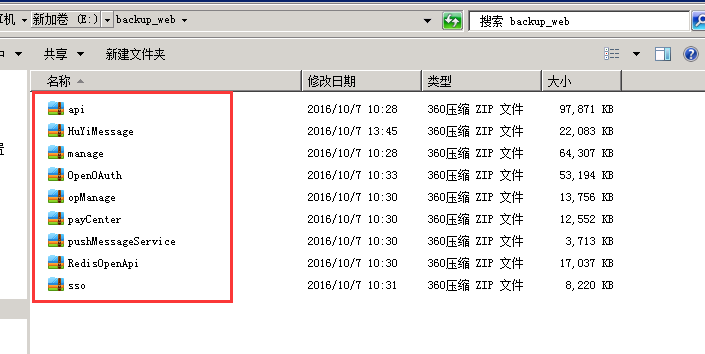 机 ▸ 新加卷 (E:) ▸ backup_web ▸ 搜索 backup_web
共享 新建文件夹
名称 修改日期 类型 大小
api 2016/10/7 10:28 360压缩 ZIP 文件 97,871 KB
HuYiMessage 2016/10/7 13:45 360压缩 ZIP 文件 22,083 KB
manage 2016/10/7 10:28 360压缩 ZIP 文件 64,307 KB
OpenOAuth 2016/10/7 10:33 360压缩 ZIP 文件 53,194 KB
opManage 2016/10/7 10:30 360压缩 ZIP 文件 13,756 KB
payCenter 2016/10/7 10:30 360压缩 ZIP 文件 12,552 KB
pushMessageService 2016/10/7 10:30 360压缩 ZIP 文件 3,713 KB
RedisOpenApi 2016/10/7 10:30 360压缩 ZIP 文件 17,037 KB
sso 2016/10/7 10:31 360压缩 ZIP 文件 8,220 KB